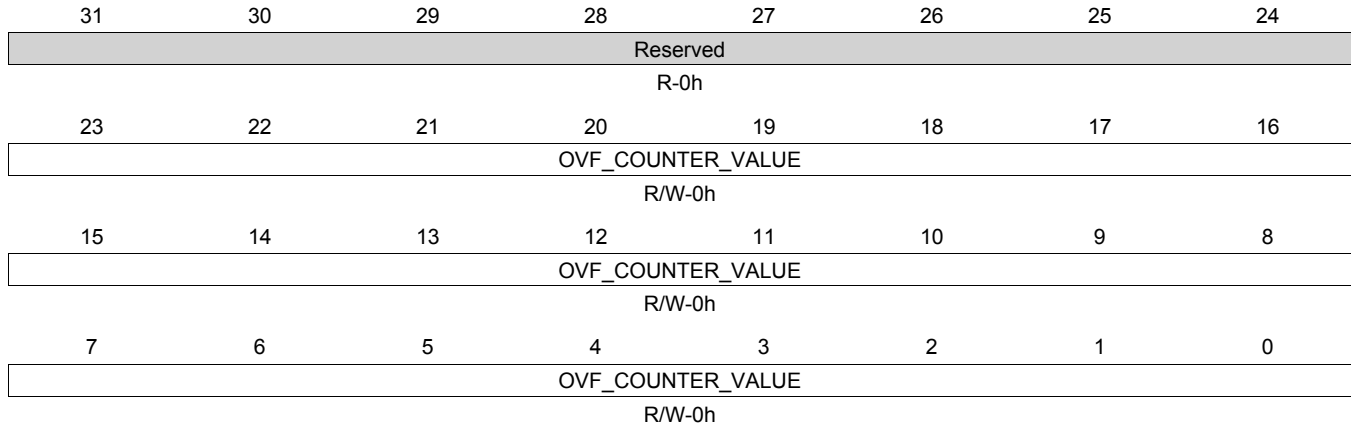 31 30 29 28 27 26 25 24
Reserved
R-0h
23 22 21 20 19 18 17 16
OVF_COUNTER_VALUE
R/W-0h
15 14 13 12 11 10 9 8
OVF_COUNTER_VALUE
R/W-0h
7 6 5 4 3 2 1 0
OVF_COUNTER_VALUE
R/W-0h